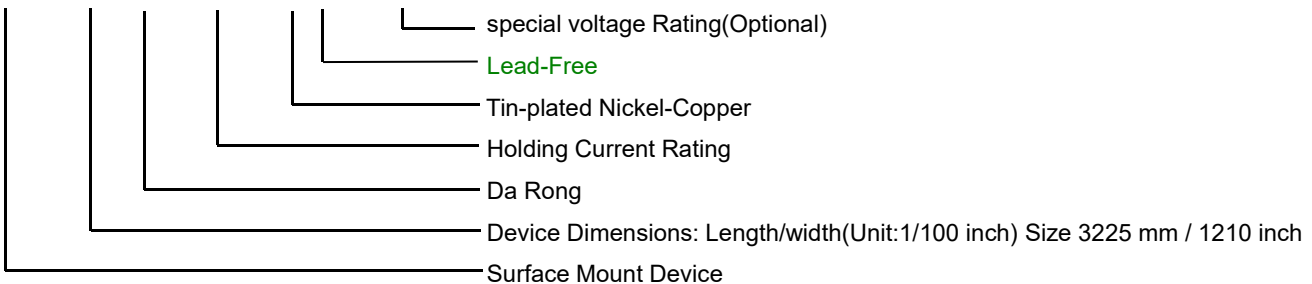 special voltage Rating(Optional)
Lead-Free
Tin-plated Nickel-Copper
Holding Current Rating
Da Rong
Device Dimensions: Length/width(Unit:1/100 inch) Size 3225 mm / 1210 inch
Surface Mount Device